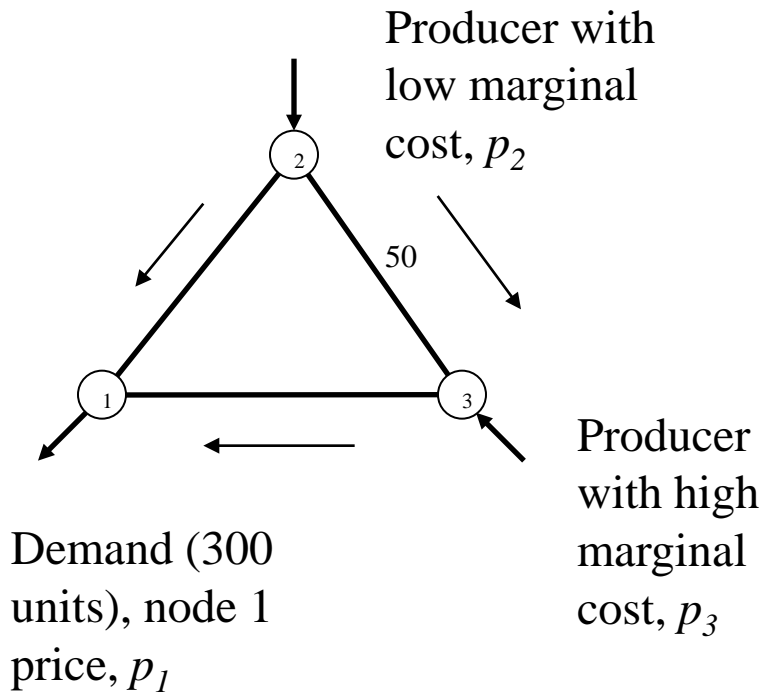 Producer with
low marginal
cost, p2
2
50
1
3
Producer
with high
marginal
cost, p3
Demand (300
units), node 1
price, p1